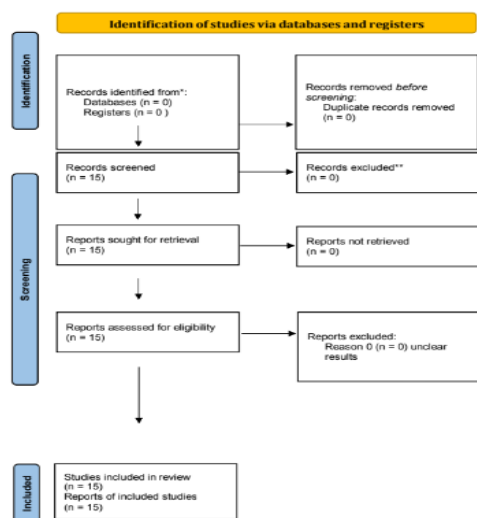 Identification of studies via databases and registers
Identification
Records identified from*:
Databases (n = 0)
Registers (n = 0 )
Records removed before
screening:
Duplicate records removed
(n = 0)
Screening
Records screened
(n = 15)
Records excluded**
(n = 0)
Reports sought for retrieval
(n = 15)
Reports not retrieved
(n = 0)
Reports assessed for eligibility
(n = 15)
Reports excluded:
Reason 0 (n = 0) unclear
results
Included
Studies included in review
(n = 15)
Reports of included studies
(n = 15)